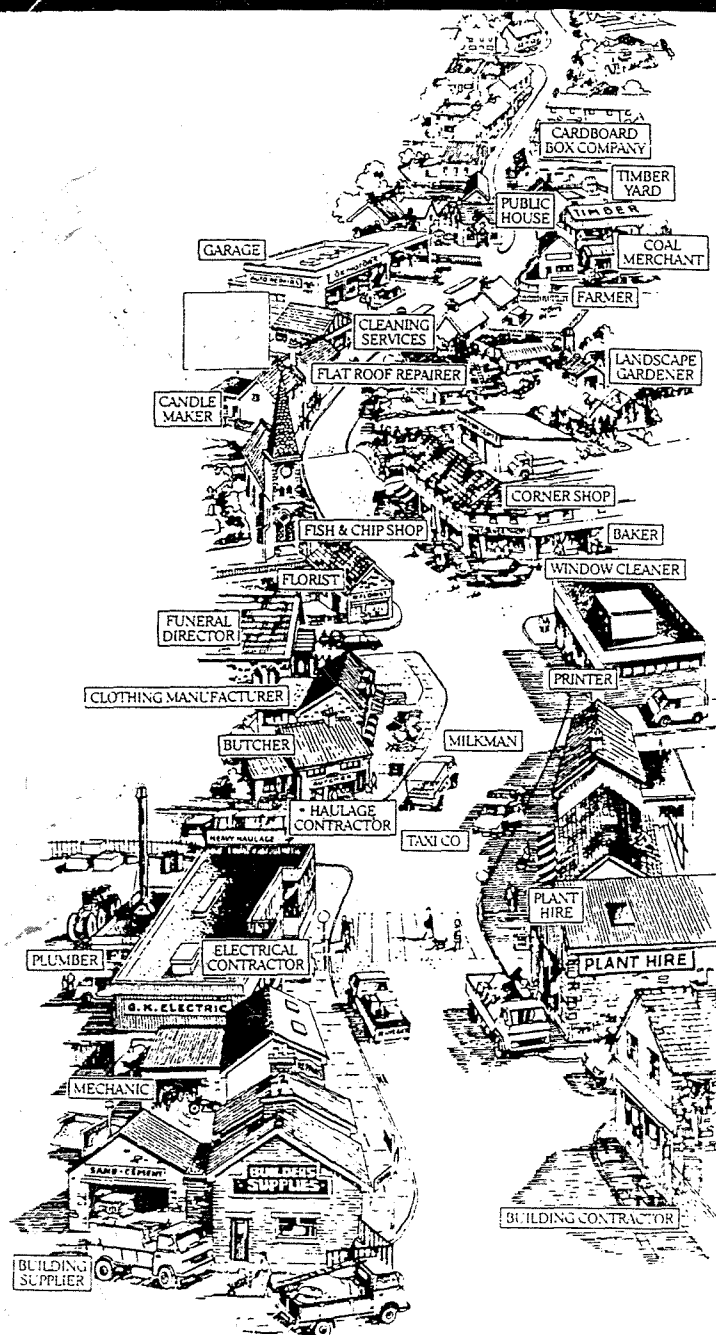 CARDBOARD
BOX COMPANY
TIMBER
YARD
PUBLIC
HOUSE
TIMBER
COAL
MERCHANT
GARAGE
FARMER
CLEANING
SERVICES
FLAT ROOF REPAIRER
LANDSCAPE
GARDENER
CANDLE
MAKER
CORNER SHOP
FISH & CHIP SHOP
BAKER
WINDOW CLEANER
FLORIST
FLORIST
FUNERAL
DIRECTOR
PRINTER
CLOTHING MANUFACTURER
BUTCHER
MILKMAN
HAULAGE
CONTRACTOR
HEAVY HAULAGE
TAXI CO
PLANT
HIRE
PLUMBER
ELECTRICAL
CONTRACTOR
PLANT HIRE
G.K. ELECTRIC
MECHANIC
SAND • CEMENT
BUILDERS
SUPPLIES
BUILDING CONTRACTOR
BUILDING
SUPPLIER